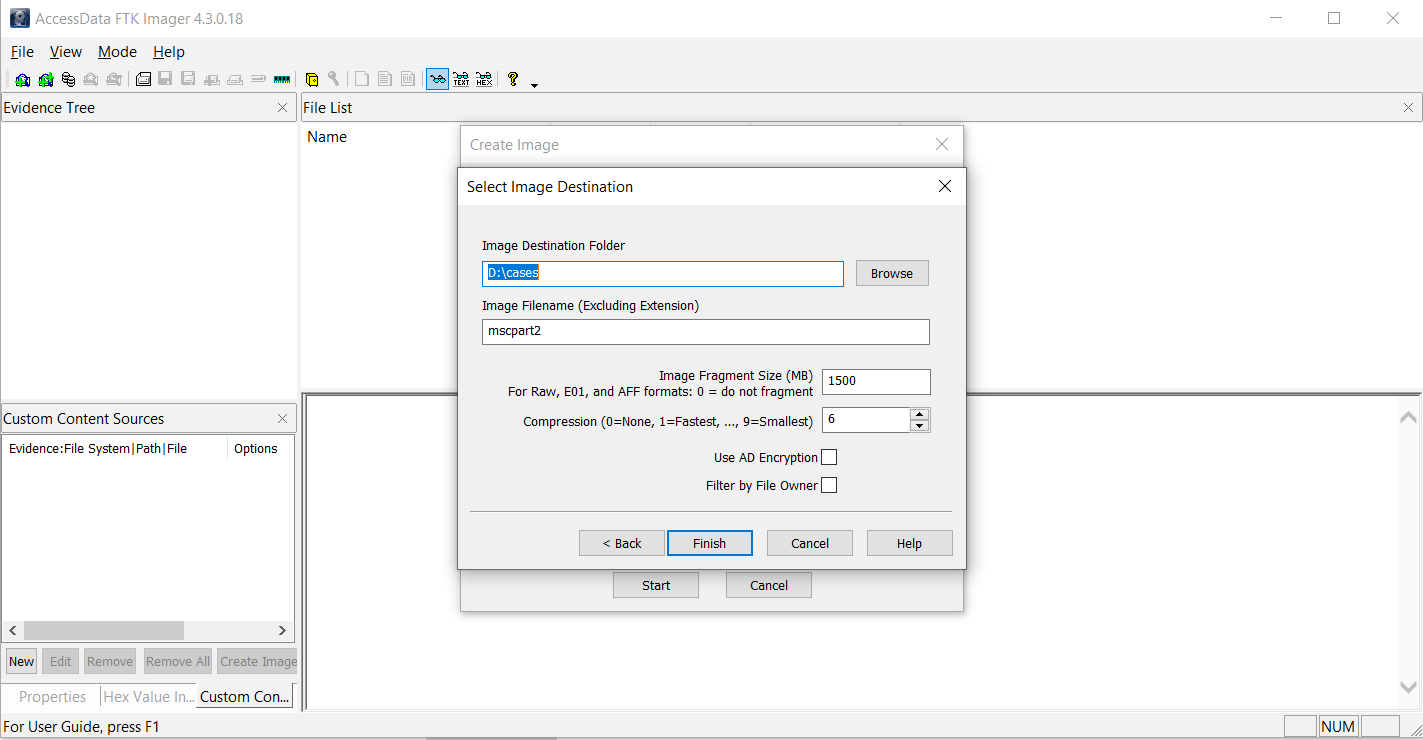 AccessData FTK Imager 4.3.0.18
File View Mode Help
TEXT HEX
Evidence Tree
File List
Name
Create Image
Select Image Destination
Image Destination Folder
D:\cases
Browse
Image Filename (Excluding Extension)
mscpart2
Image Fragment Size (MB)
For Raw, E01, and AFF formats: 0 = do not fragment
1500
Compression (0=None, 1=Fastest, ..., 9=Smallest)
6
Use AD Encryption
Filter by File Owner
< Back Finish Cancel Help
Start Cancel
Custom Content Sources
Evidence:File System|Path|File Options
New Edit Remove Remove All Create Image
Properties Hex Value In... Custom Con...
For User Guide, press F1
NUM